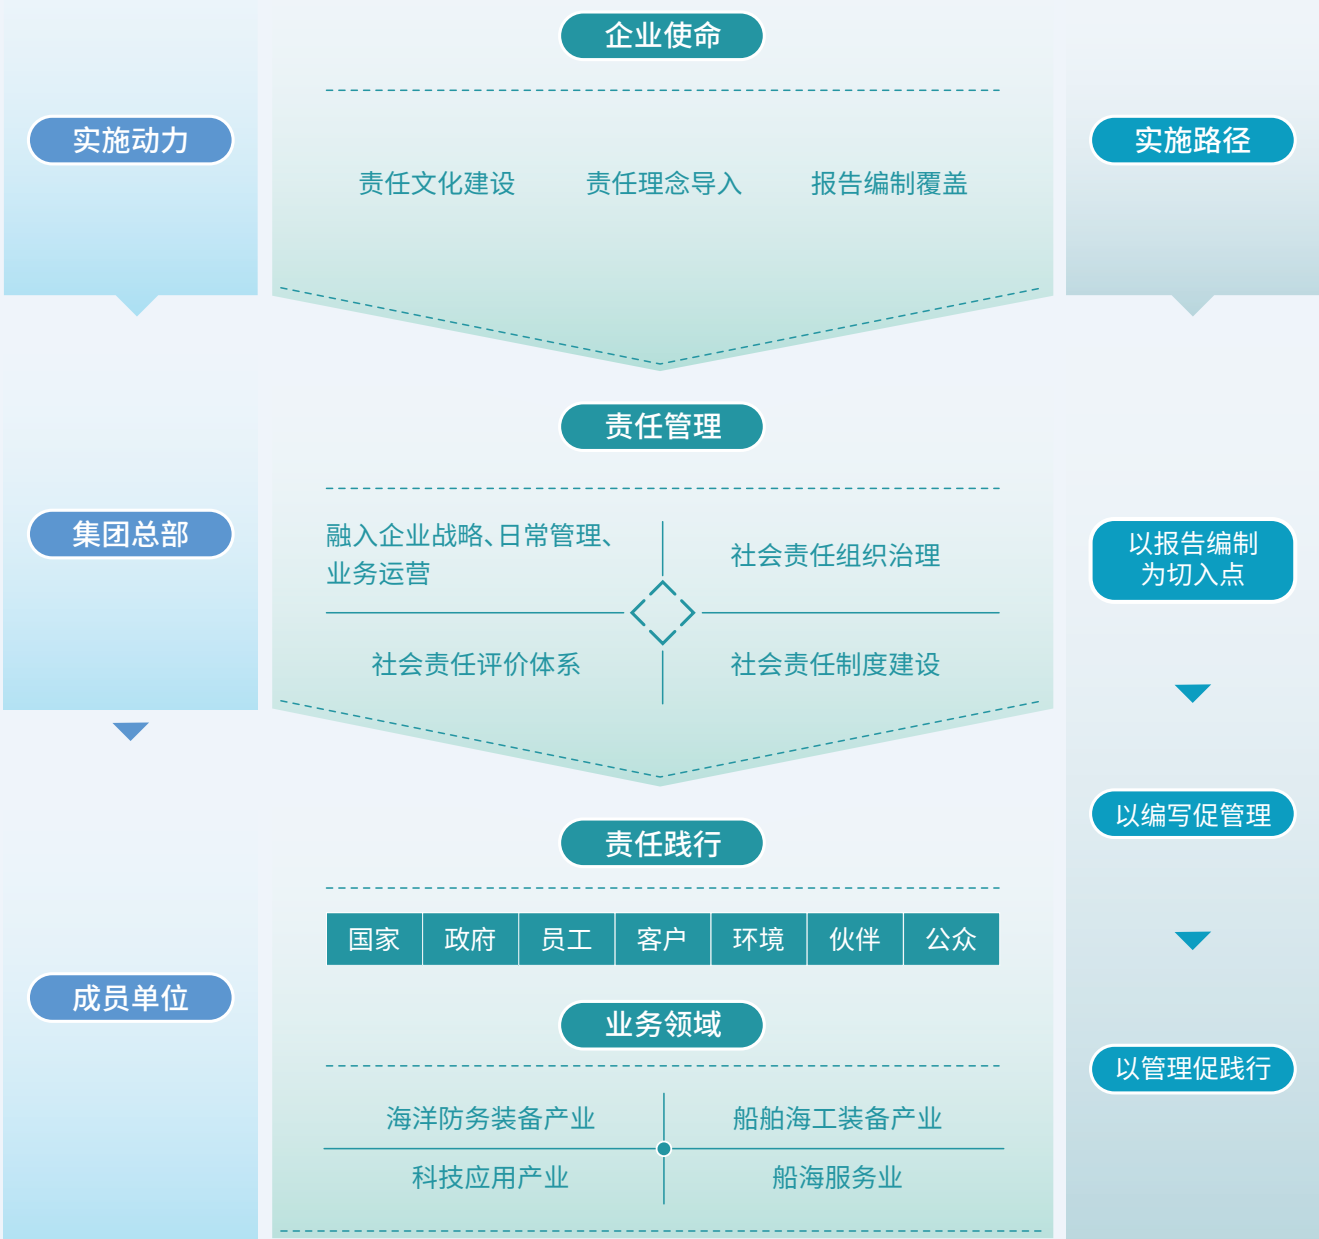 企业使命
实施动力
实施路径
责任文化建设
责任理念导入
报告编制覆盖
责任管理
集团总部
融入企业战略、日常管理、
业务运营
社会责任组织治理
社会责任评价体系
社会责任制度建设
以报告编制
为切入点
以编写促管理
责任践行
国家
政府
员工
客户
环境
伙伴
公众
成员单位
业务领域
以管理促践行
海洋防务装备产业
船舶海工装备产业
科技应用产业
船海服务业